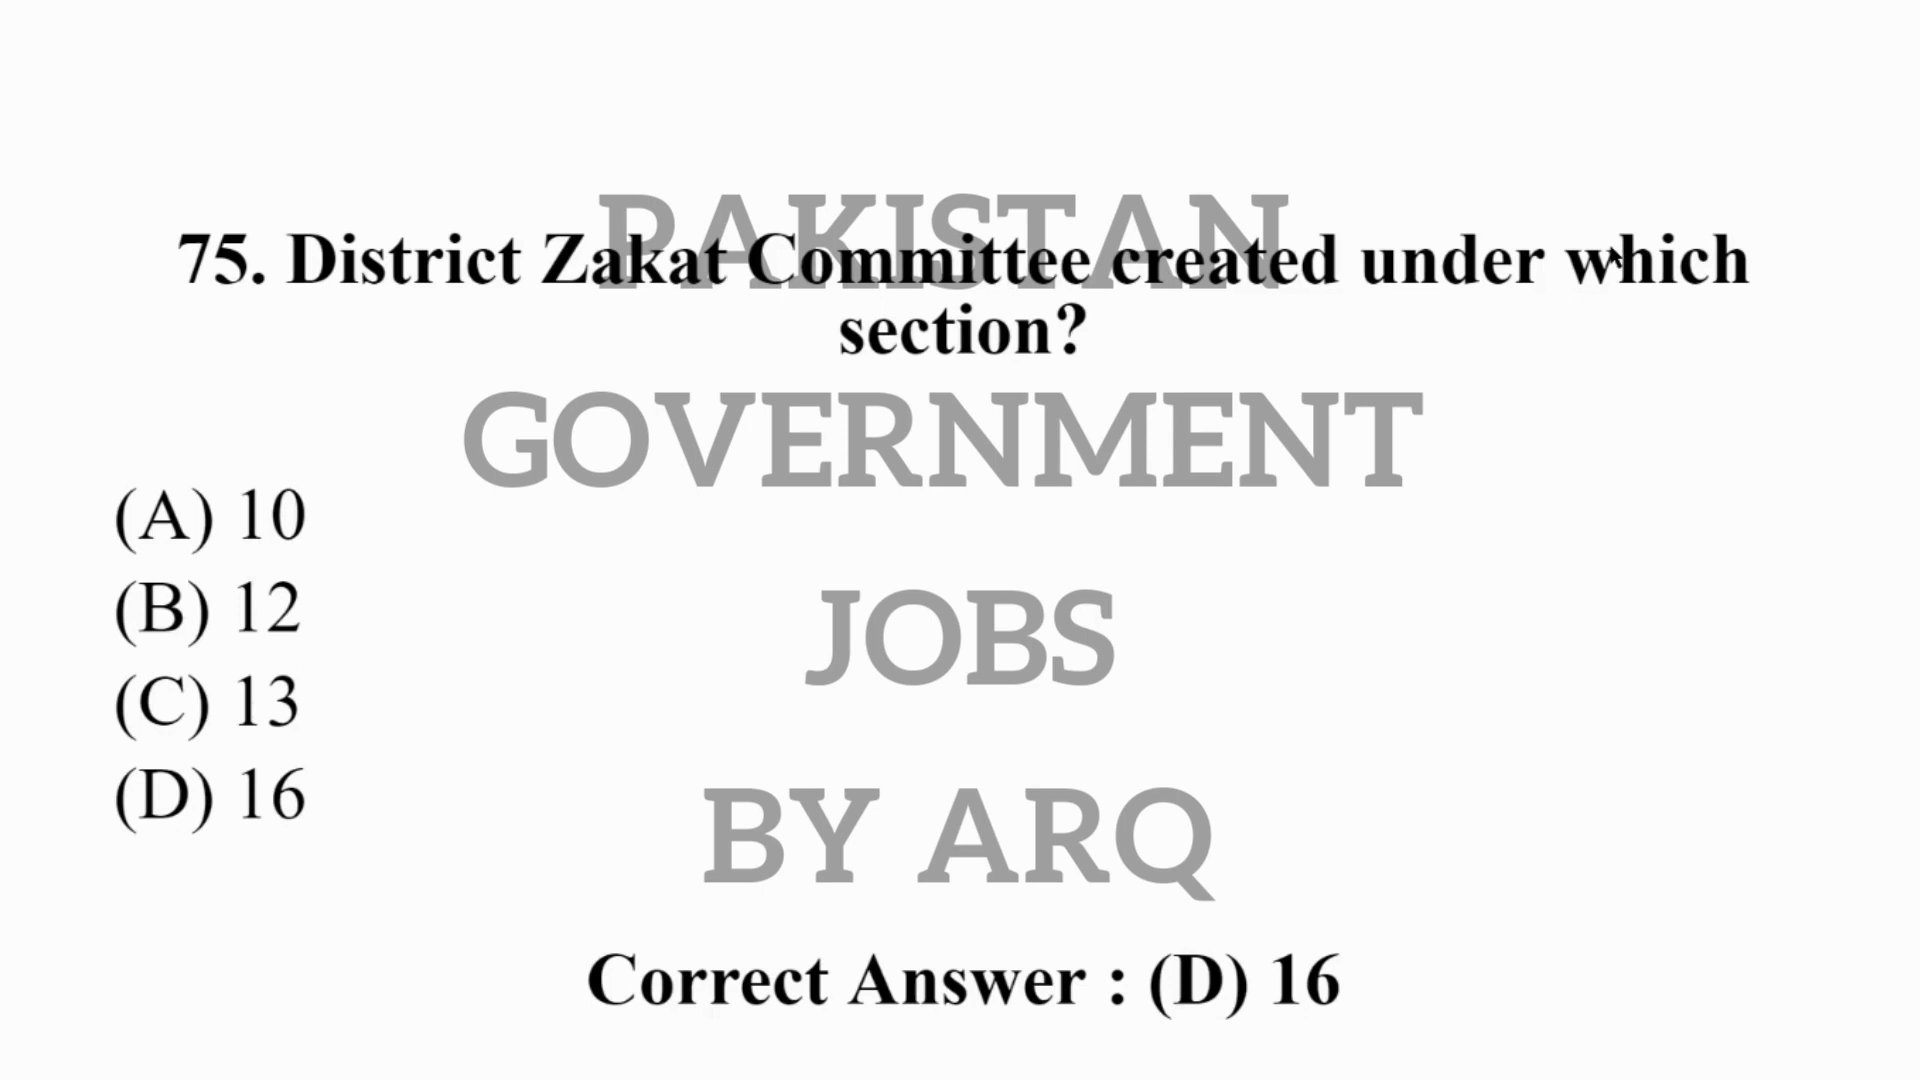 PAKISTAN
75. District Zakat Committee created under which
section?
GOVERNMENT
(A) 10
(B) 12
JOBS
(C) 13
(D) 16
BY ARQ
Correct Answer : (D) 16